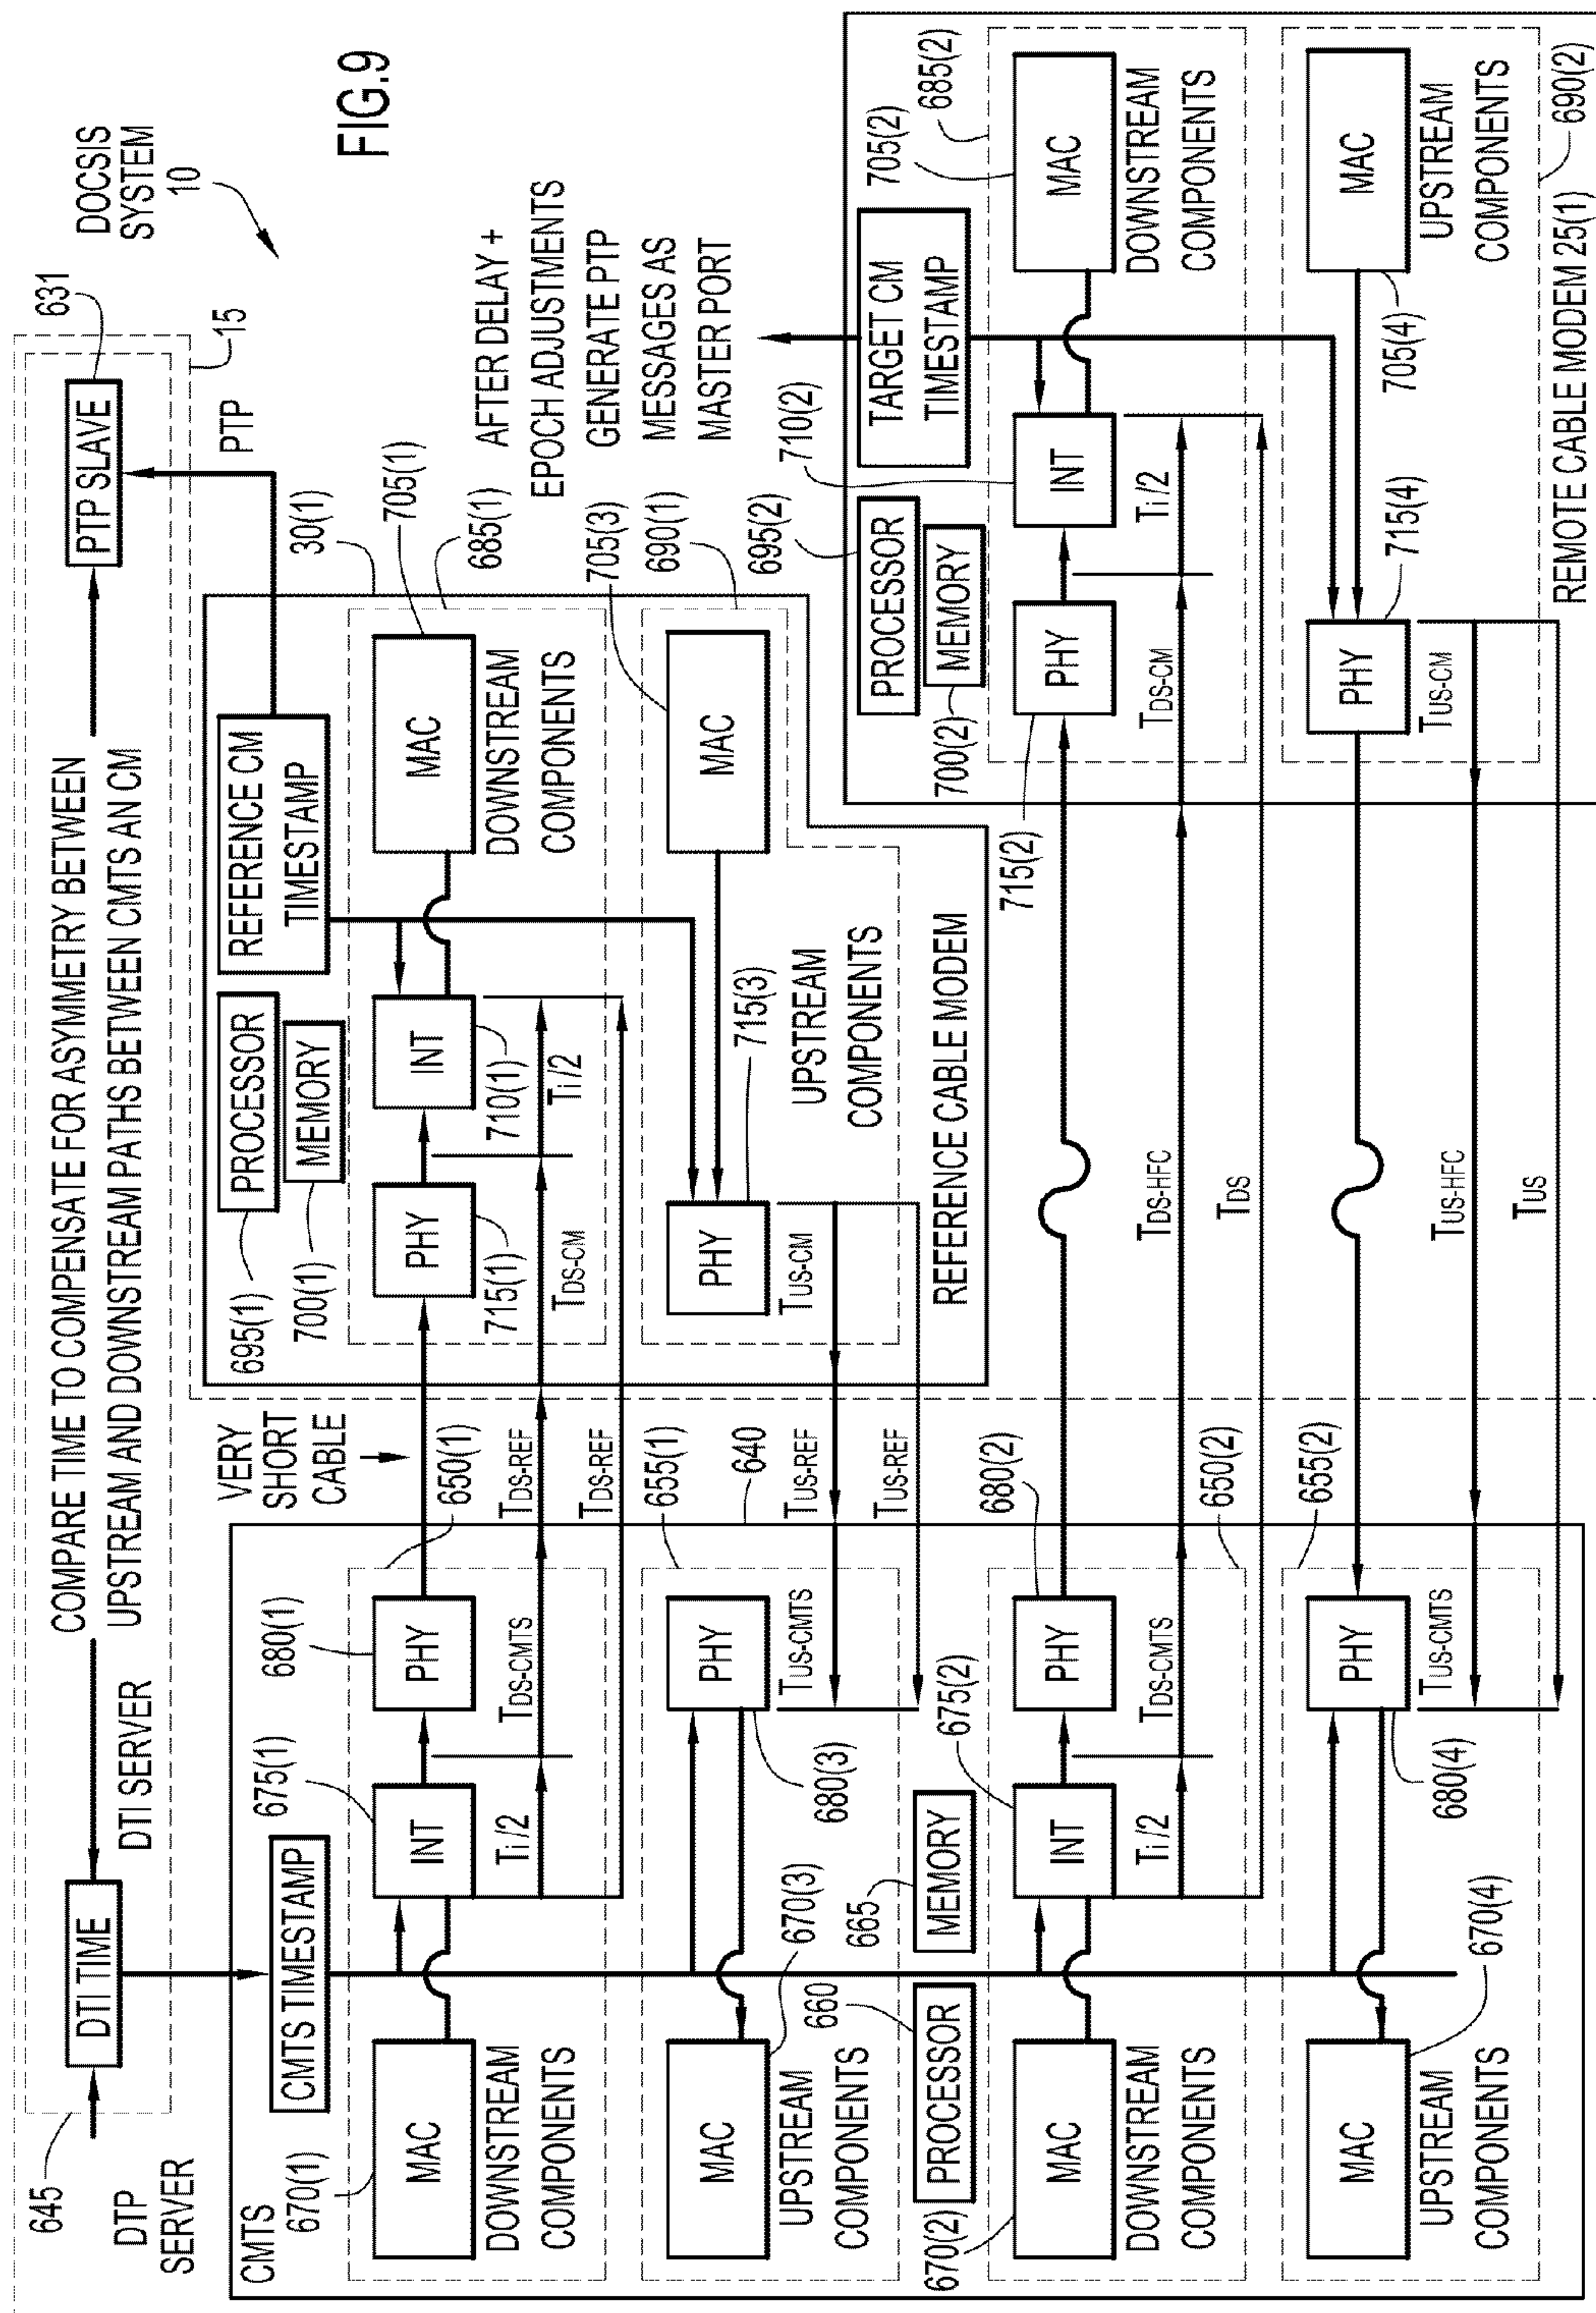 FIG.9
DOCSIS
SYSTEM
10
645
DTP
SERVER
DTI TIME
DTI SERVER
COMPARE TIME TO COMPENSATE FOR ASYMMETRY BETWEEN
UPSTREAM AND DOWNSTREAM PATHS BETWEEN CMTS AN CM
PTP SLAVE
631
15
PTP
CMTS
CMTS TIMESTAMP
670(1)
MAC
DOWNSTREAM
COMPONENTS
675(1)
INT
Ti/2
680(1)
PHY
TDS-CMTS
650(1)
VERY
SHORT
CABLE
TDS-REF
TDS-REF
MAC
670(3)
UPSTREAM
COMPONENTS
PHY
680(3)
TUS-CMTS
655(1)
640
TUS-REF
TUS-REF
660
PROCESSOR
665
MEMORY
670(2)
MAC
DOWNSTREAM
COMPONENTS
675(2)
INT
Ti/2
680(2)
PHY
TDS-CMTS
650(2)
MAC
670(4)
UPSTREAM
COMPONENTS
PHY
680(4)
TUS-CMTS
655(2)
30(1)
695(1)
PROCESSOR
700(1)
MEMORY
REFERENCE CM
TIMESTAMP
715(1)
PHY
TDS-CM
INT
710(1)
Ti/2
MAC
705(1)
685(1)
DOWNSTREAM
COMPONENTS
PHY
715(3)
TUS-CM
MAC
705(3)
690(1)
UPSTREAM
COMPONENTS
REFERENCE CABLE MODEM
AFTER DELAY +
EPOCH ADJUSTMENTS
GENERATE PTP
MESSAGES AS
MASTER PORT
695(2)
PROCESSOR
700(2)
MEMORY
TARGET CM
TIMESTAMP
715(2)
PHY
TDS-CM
710(2)
INT
Ti/2
705(2)
MAC
685(2)
DOWNSTREAM
COMPONENTS
TDS-HFC
TDS
PHY
715(4)
TUS-CM
MAC
705(4)
UPSTREAM
COMPONENTS
690(2)
TUS-HFC
TUS
REMOTE CABLE MODEM 25(1)